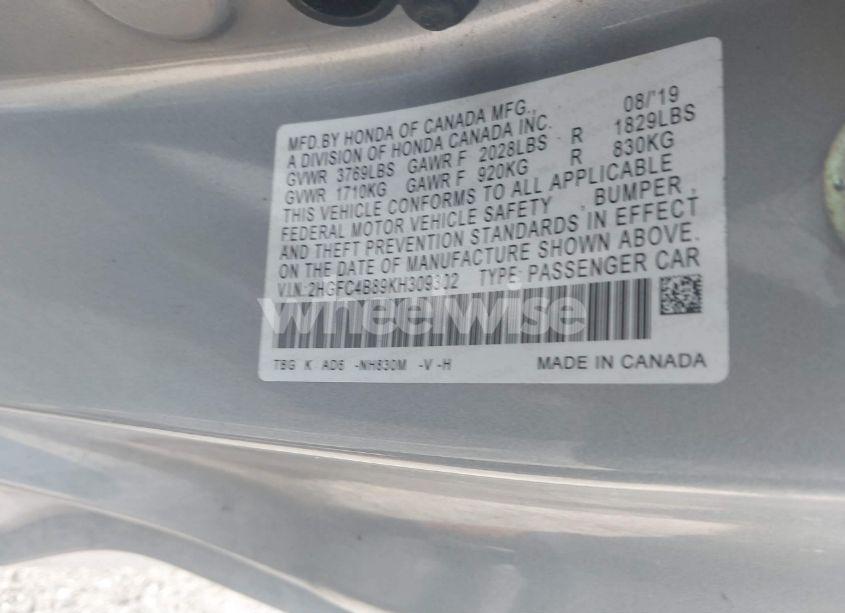 MFD.BY HONDA OF CANADA MFG., 08/'19
A DIVISION OF HONDA CANADA INC.
GVWR 3769LBS GAWR F 2028LBS R 1829LBS
GVWR 1710KG GAWR F 920KG R 830KG
THIS VEHICLE CONFORMS TO ALL APPLICABLE
FEDERAL MOTOR VEHICLE SAFETY , BUMPER ,
AND THEFT PREVENTION STANDARDS IN EFFECT
ON THE DATE OF MANUFACTURE SHOWN ABOVE.
V.I.N.:2HGFC4B89KH309302 TYPE: PASSENGER CAR
wheelwise
TBG K AD6 -NH830M -V -H MADE IN CANADA